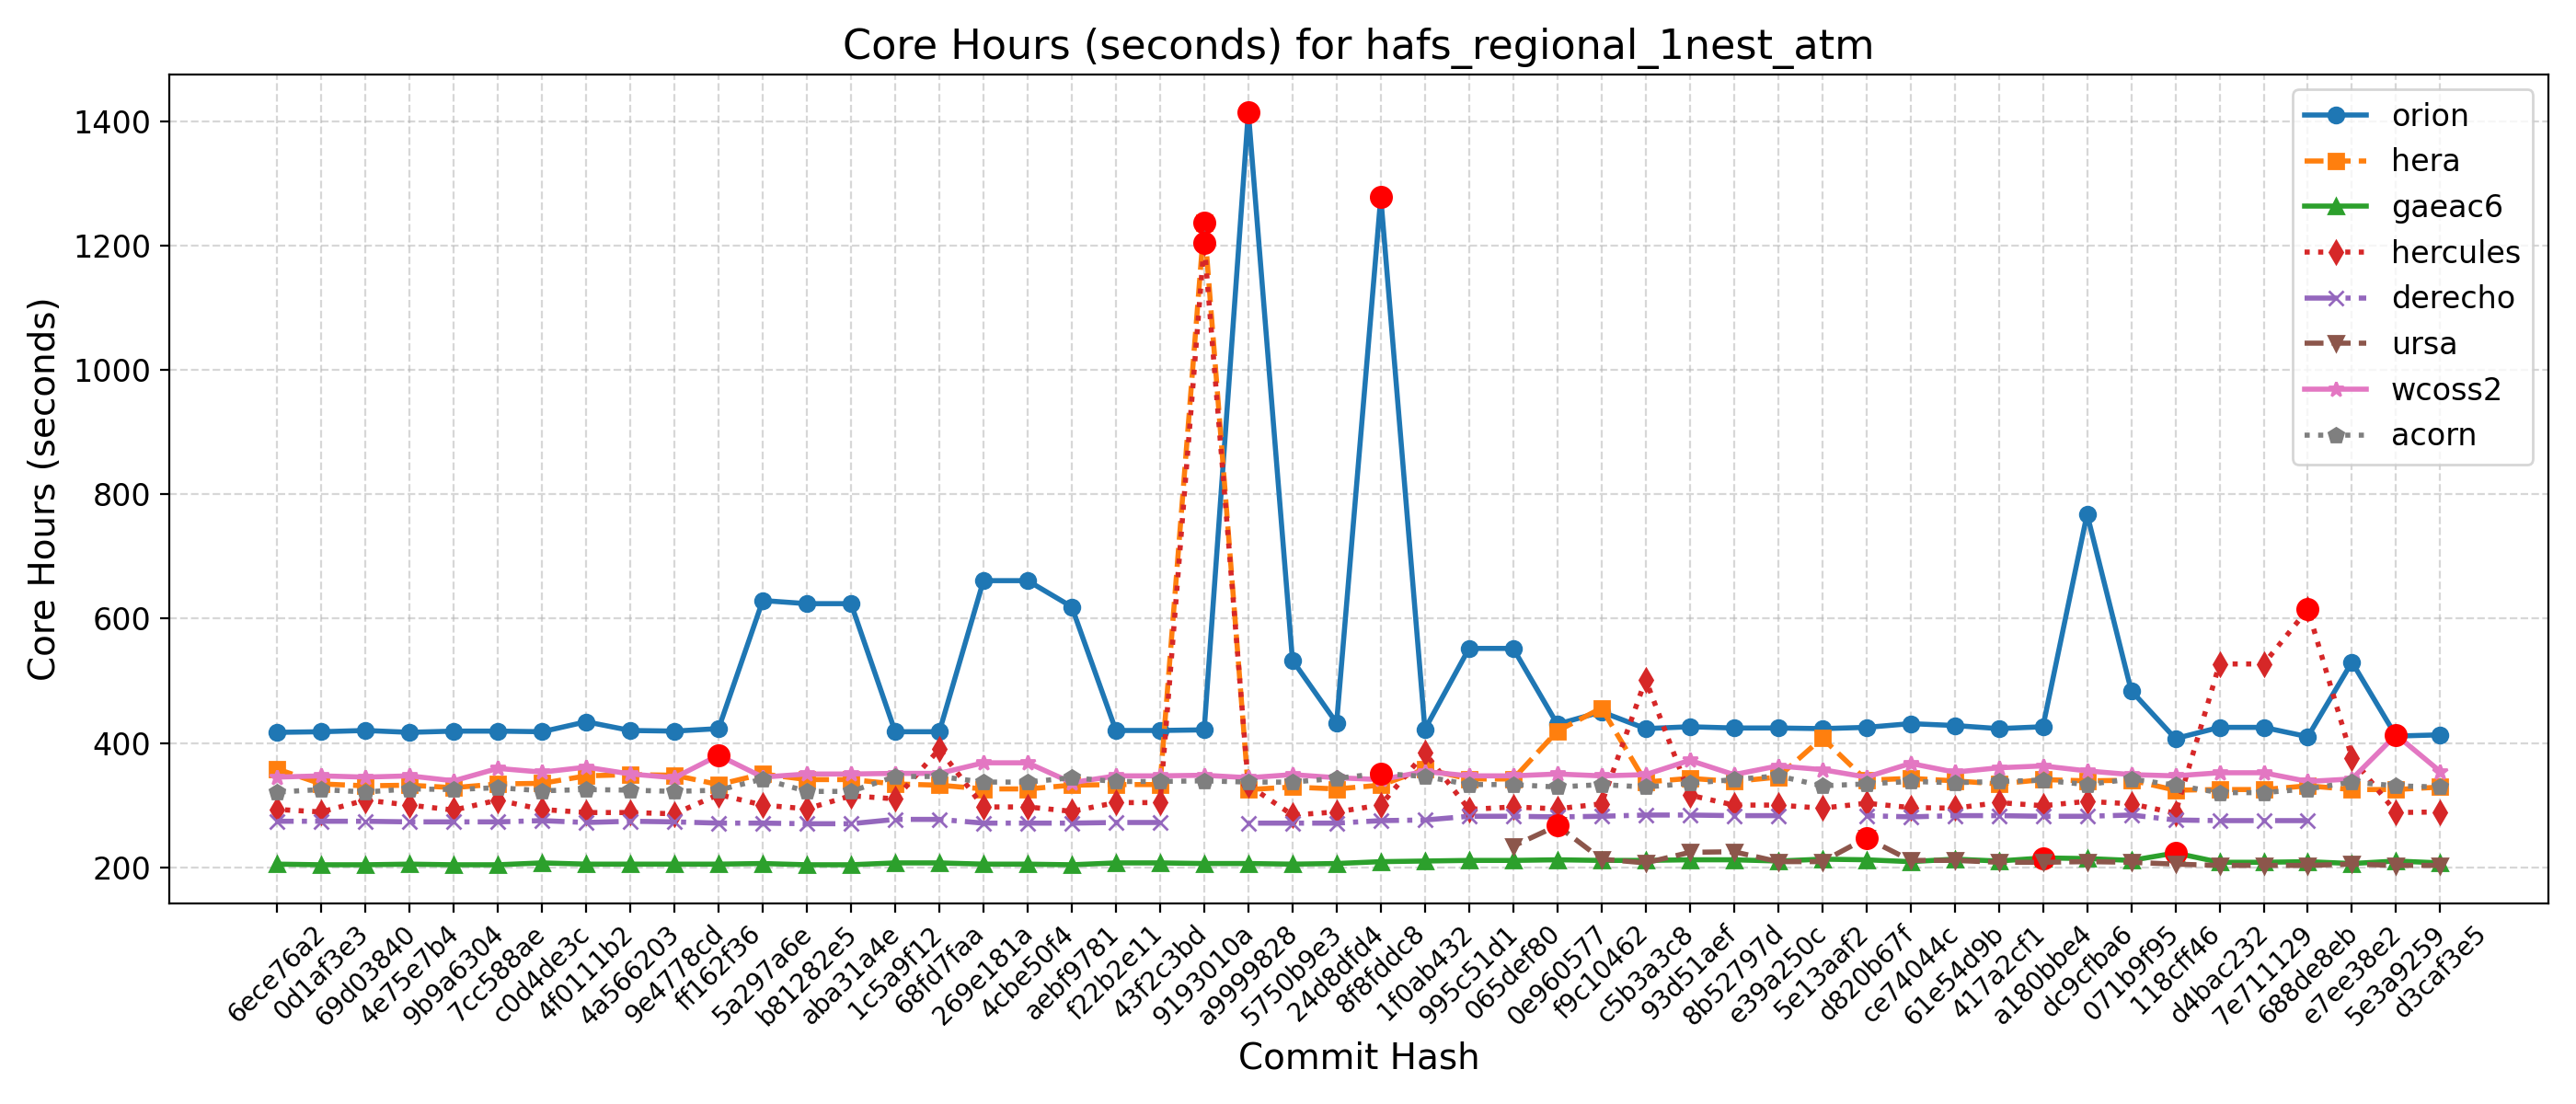 Core Hours (seconds) for hafs_regional_1nest_atm
Core Hours (seconds)
1400
1200
1000
800
600
400
200
orion
hera
gaeac6
hercules
derecho
ursa
wcoss2
acorn
6ece76a2
0d1af3e3
69d03840
4e75e7b4
9b9a6304
7cc588ae
c0d4de3c
4f0111b2
4a566203
9e4778cd
ff162f36
5a297a6e
b81282e5
aba31a4e
1c5a9f12
68fd7faa
269e181a
4cbe50f4
aebf9781
f22b2e11
43f2c3bd
9193010a
a9999828
5750b9e3
24d8dfd4
8f8fddc8
1f0ab432
995c51d1
065def80
0e960577
f9c10462
c5b3a3c8
93d51aef
8b52797d
e39a250c
5e13aaf2
d820b67f
ce74044c
61e54d9b
417a2cf1
a180bbe4
dc9cfba6
071b9f95
118cff46
d4bac232
7e711129
688de8eb
e7ee38e2
5e3a9259
d3caf3e5
Commit Hash